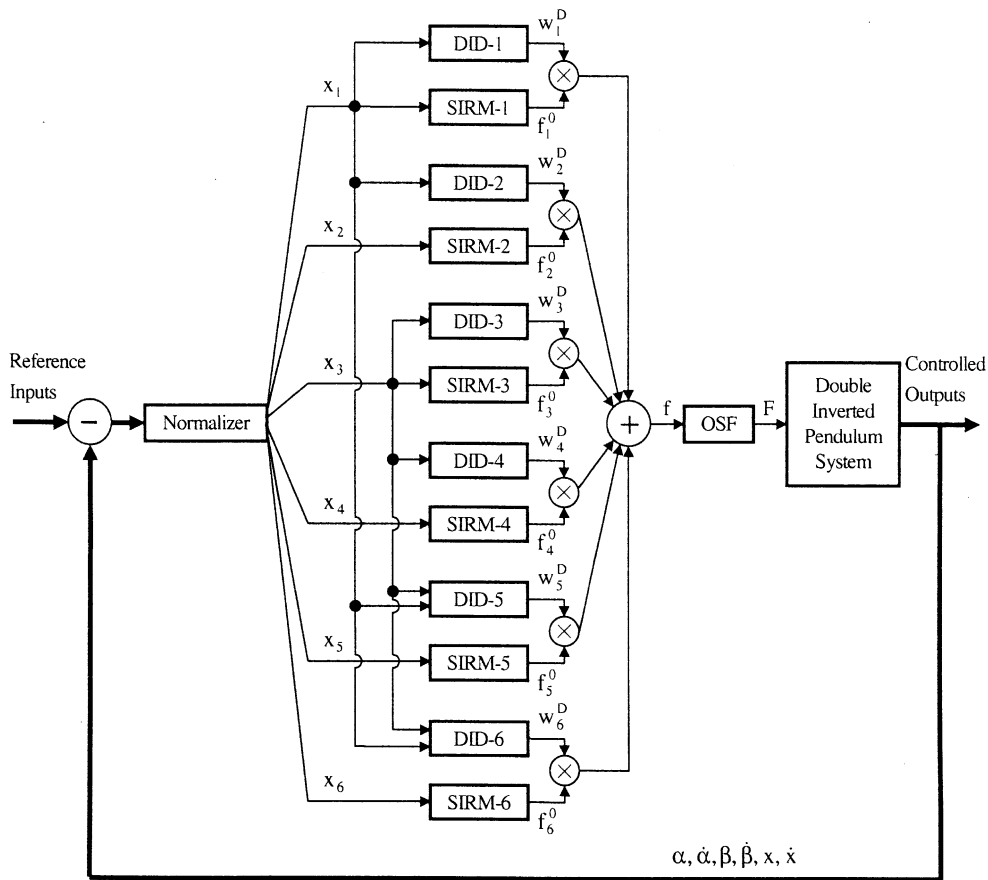 w₁ᴰ
DID-1
x₁
SIRM-1
f₁⁰
w₂ᴰ
DID-2
x₂
SIRM-2
f₂⁰
w₃ᴰ
DID-3
Reference
Inputs
x₃
SIRM-3
f₃⁰
Controlled
Outputs
Double
Inverted
Pendulum
System
−
Normalizer
+
f
OSF
F
w₄ᴰ
DID-4
x₄
SIRM-4
f₄⁰
w₅ᴰ
DID-5
x₅
SIRM-5
f₅⁰
w₆ᴰ
DID-6
x₆
SIRM-6
f₆⁰
×
×
×
×
×
×
α, α̇, β, β̇, x, ẋ